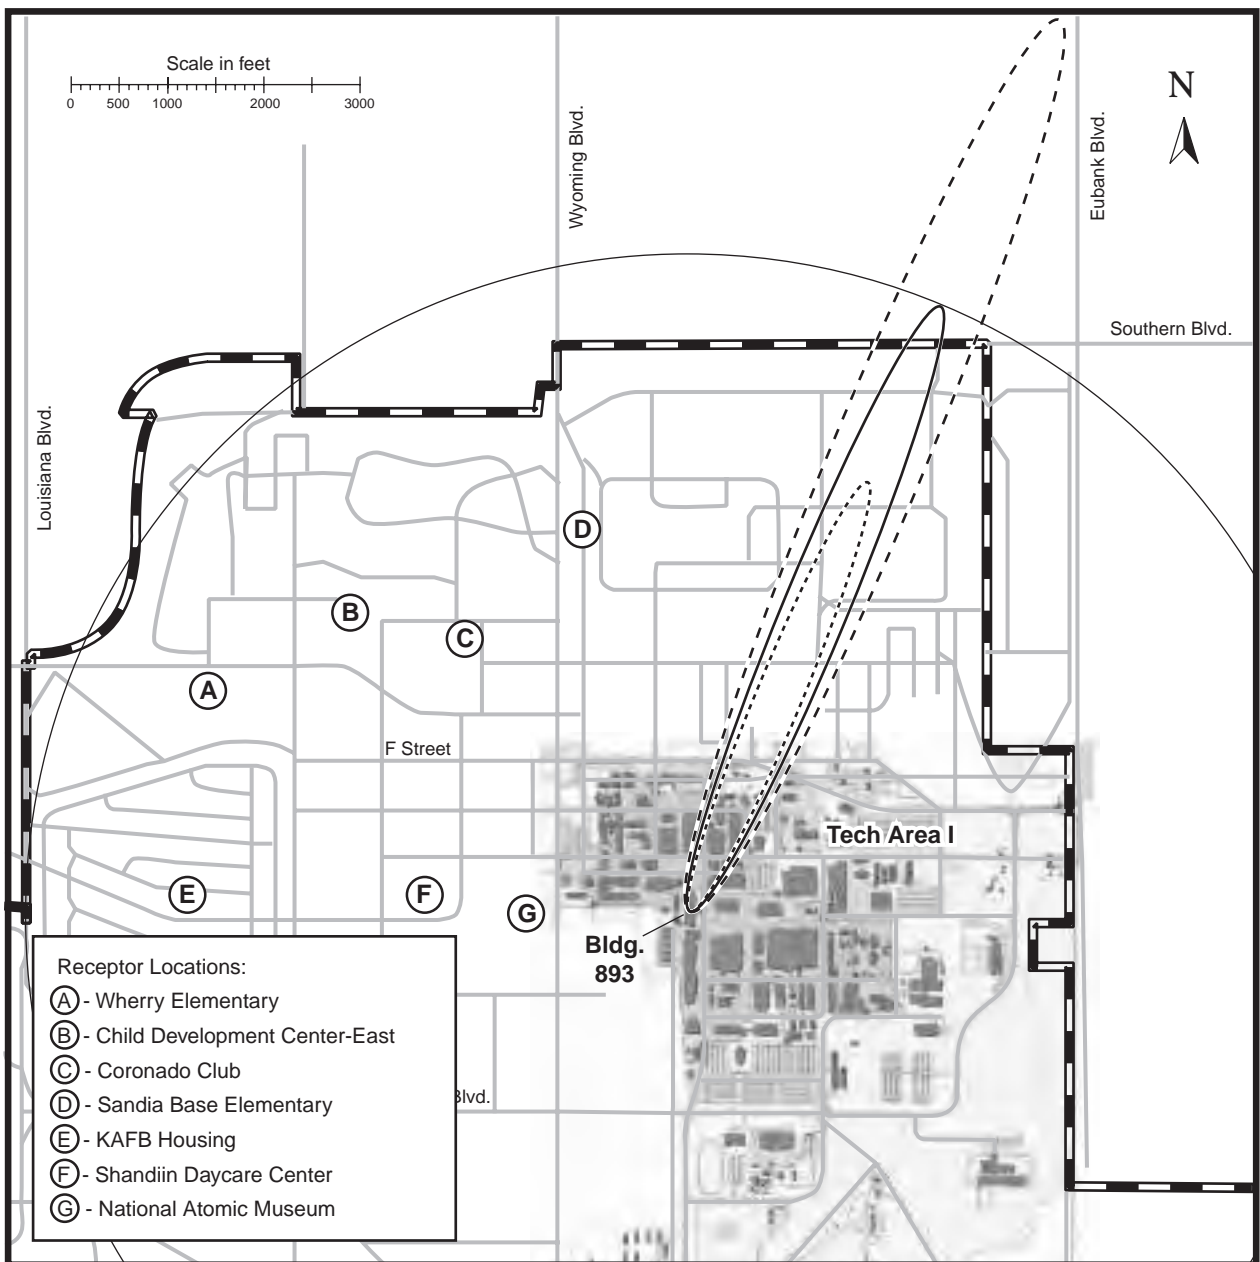 Scale in feet
0 500 1000 2000 3000
N
Wyoming Blvd.
Eubank Blvd.
Southern Blvd.
Louisiana Blvd.
D
B
C
A
F Street
Tech Area I
E
F
G
Bldg.
893
Receptor Locations:
A - Wherry Elementary
B - Child Development Center-East
C - Coronado Club
D - Sandia Base Elementary
E - KAFB Housing
F - Shandiin Daycare Center
G - National Atomic Museum
Blvd.